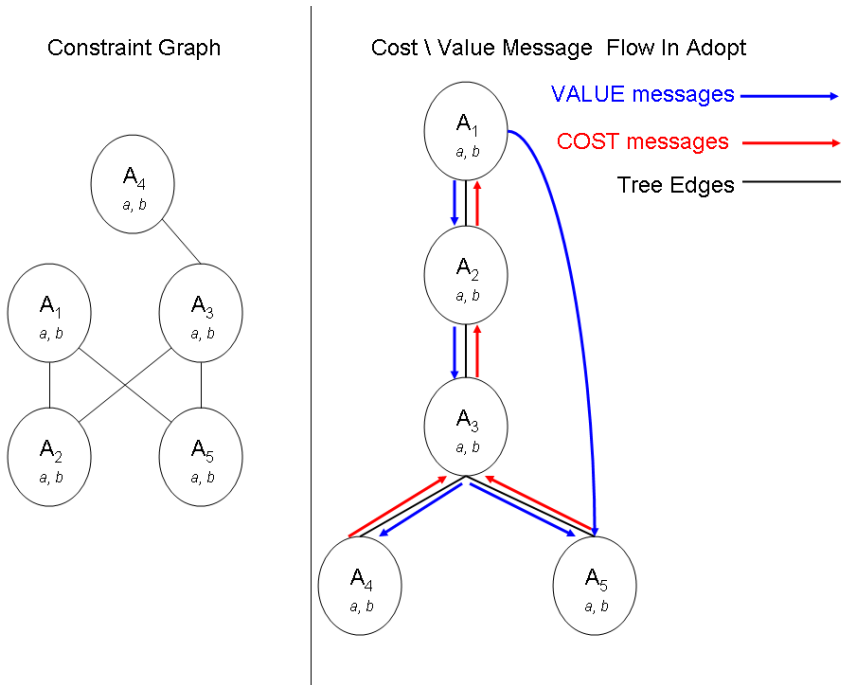 Constraint Graph
A4
a, b
A1
a, b
A3
a, b
A2
a, b
A5
a, b
Cost \ Value Message Flow In Adopt
VALUE messages
COST messages
Tree Edges
A1
a, b
A2
a, b
A3
a, b
A4
a, b
A5
a, b